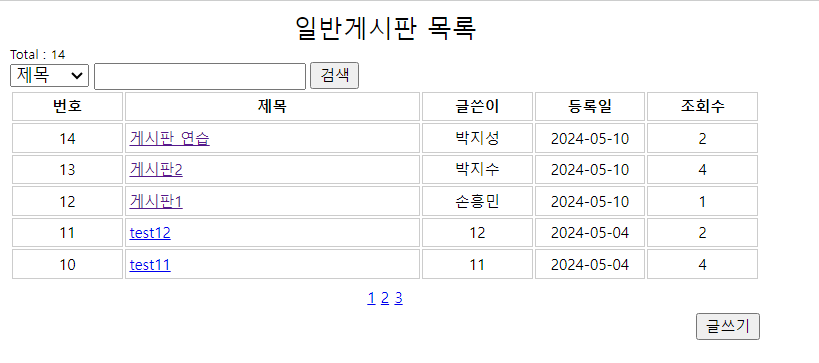 일반게시판 목록
Total : 14
제목 검색
번호 제목 글쓴이 등록일 조회수
14 게시판 연습 박지성 2024-05-10 2
13 게시판2 박지수 2024-05-10 4
12 게시판1 손흥민 2024-05-10 1
11 test12 12 2024-05-04 2
10 test11 11 2024-05-04 4
1 2 3
글쓰기